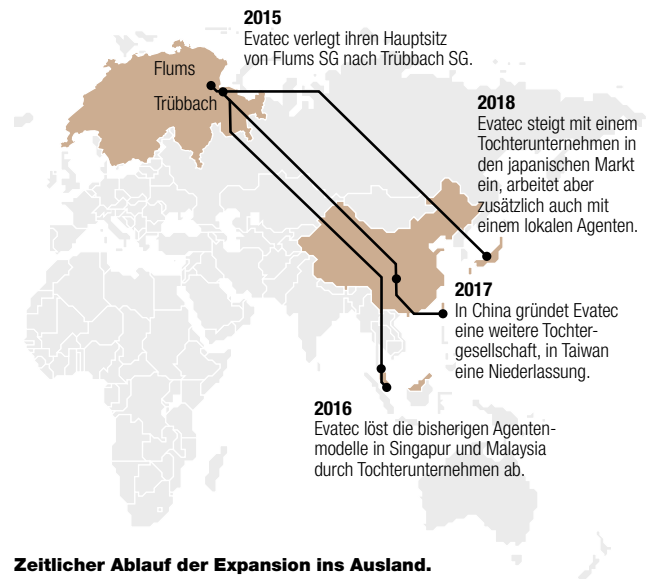 2015
Evatec verlegt ihren Hauptsitz
von Flums SG nach Trübbach SG.
Flums
Trübbach
2018
Evatec steigt mit einem
Tochterunternehmen in
den japanischen Markt
ein, arbeitet aber
zusätzlich auch mit
einem lokalen Agenten.
2017
In China gründet Evatec
eine weitere Tochter-
gesellschaft, in Taiwan
eine Niederlassung.
2016
Evatec löst die bisherigen Agenten-
modelle in Singapur und Malaysia
durch Tochterunternehmen ab.
Zeitlicher Ablauf der Expansion ins Ausland.